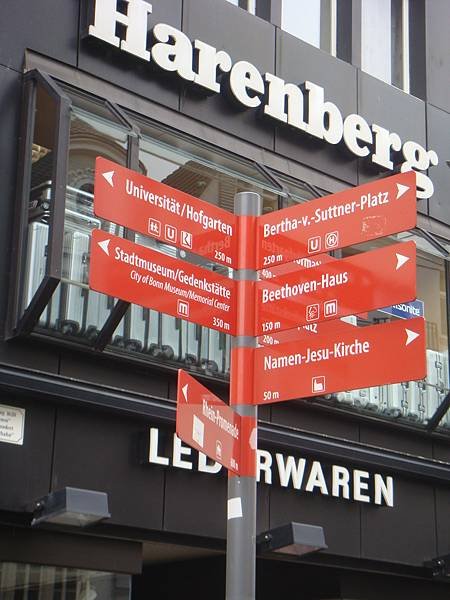 Harenberg
Universität/Hofgarten
250 m
Bertha-v.-Suttner-Platz
250 m
Stadtmuseum/Gedenkstätte
City of Bonn Museum/Memorial Center
350 m
Beethoven-Haus
150 m
Namen-Jesu-Kirche
50 m
Rhein-Promenade
LEDERWAREN